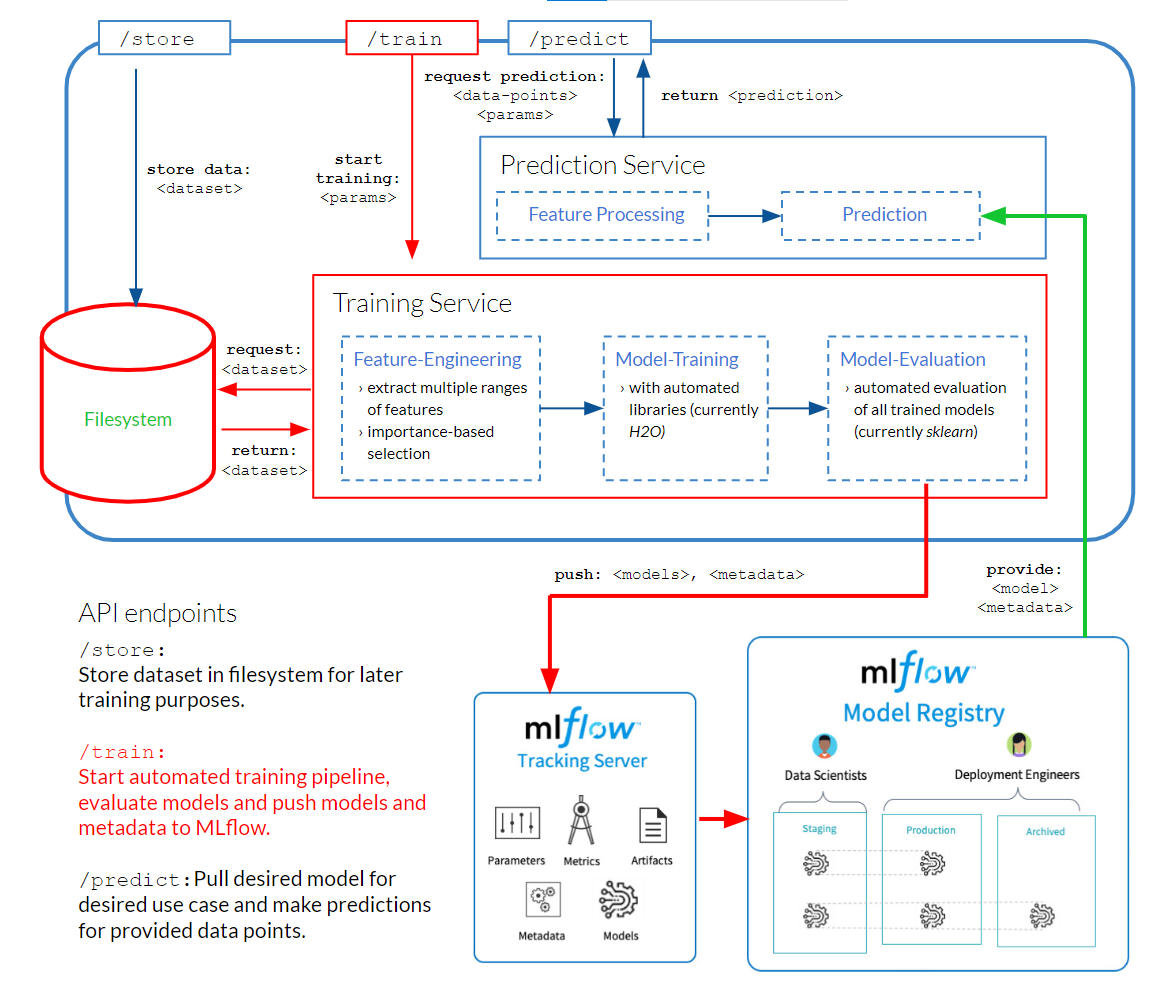 /store
/train
/predict
request prediction:
<data-points>
<params>
return <prediction>
store data:
<dataset>
start
training:
<params>
Prediction Service
Feature Processing
Prediction
Training Service
Feature-Engineering
› extract multiple ranges
of features
› importance-based
selection
Model-Training
› with automated
libraries (currently
H2O)
Model-Evaluation
› automated evaluation
of all trained models
(currently sklearn)
request:
<dataset>
Filesystem
return:
<dataset>
push: <models>, <metadata>
provide:
<model>
<metadata>
API endpoints
/store:
Store dataset in filesystem for later
training purposes.
/train:
Start automated training pipeline,
evaluate models and push models and
metadata to MLflow.
/predict:Pull desired model for
desired use case and make predictions
for provided data points.
mlflow™
Tracking Server
Parameters
Metrics
Artifacts
Metadata
Models
mlflow™
Model Registry
Data Scientists
Deployment Engineers
Staging
Production
Archived